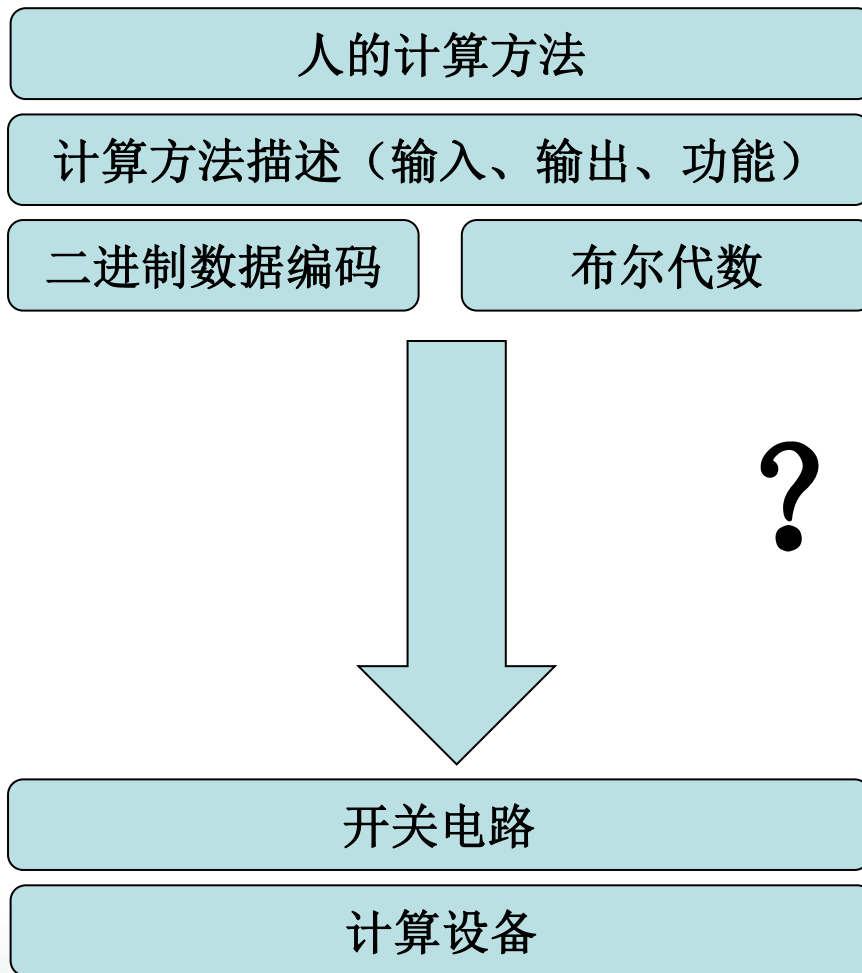 人的计算方法
计算方法描述（输入、输出、功能）
二进制数据编码
布尔代数
?
开关电路
计算设备